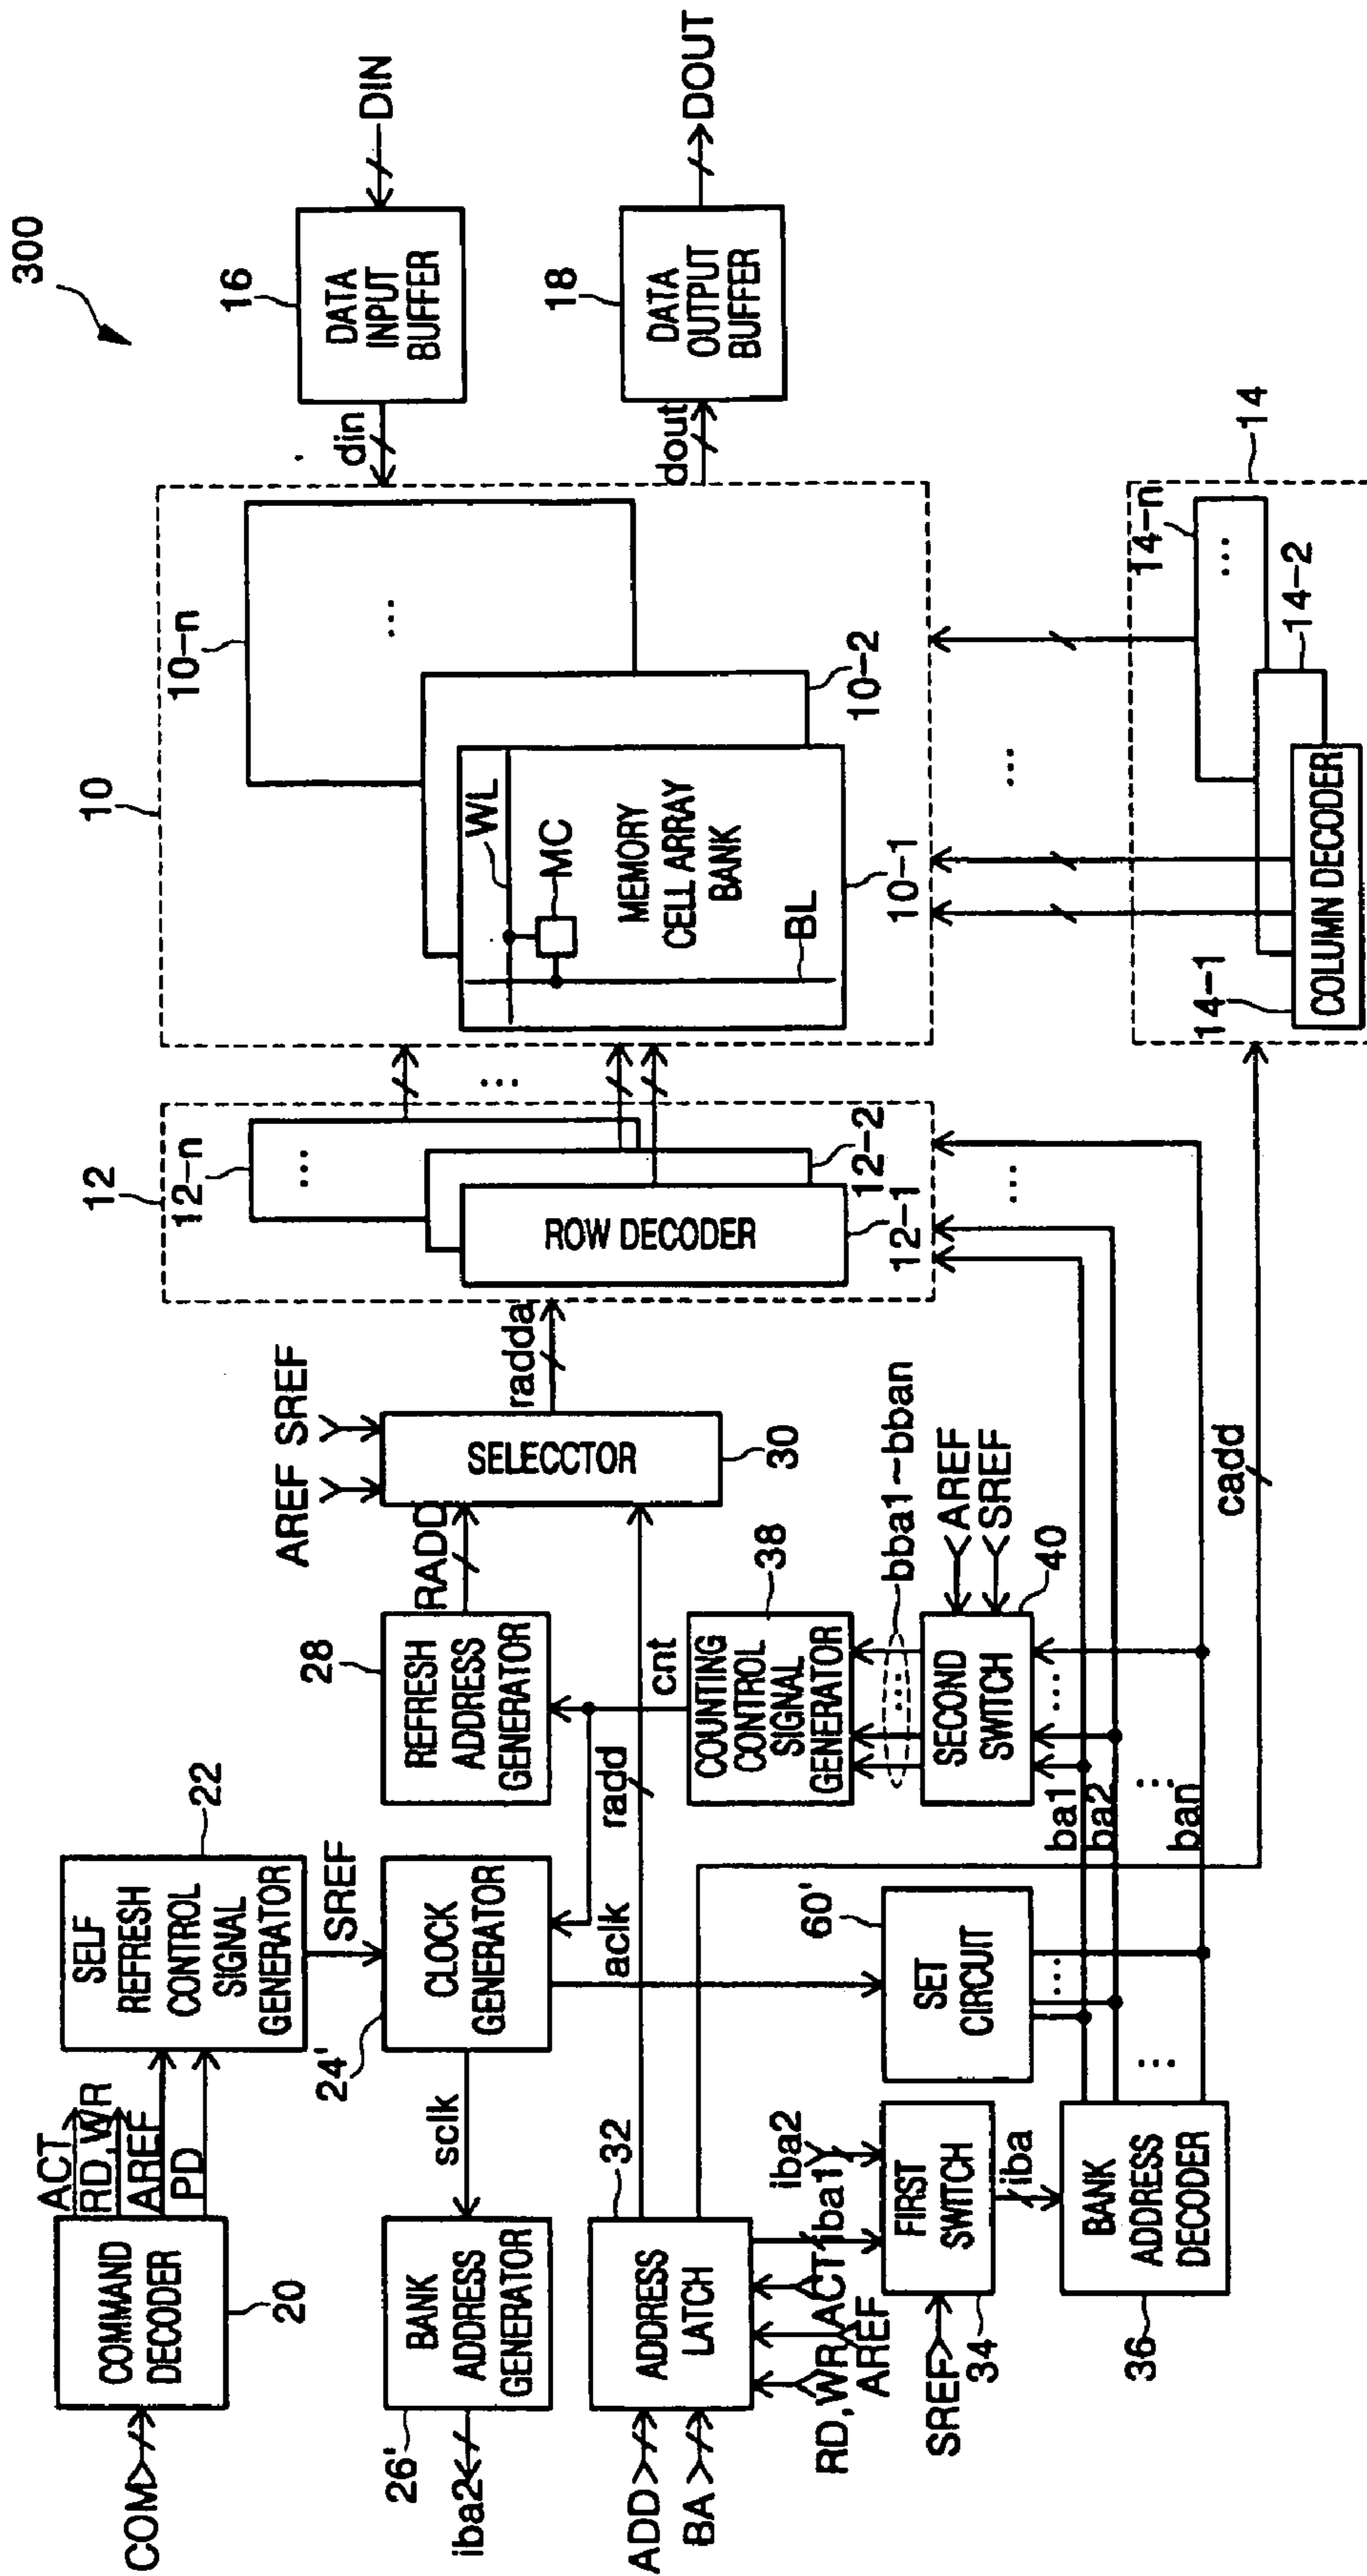 300
COM
COMMAND
DECODER
20
ACT
RD,WR
AREF
PD
SELF
REFRESH
CONTROL
SIGNAL
GENERATOR
22
SREF
CLOCK
GENERATOR
24'
sclk
BANK
ADDRESS
GENERATOR
26'
iba2
aclk
cnt
REFRESH
ADDRESS
GENERATOR
28
RADD
AREF
SREF
SELECCTOR
30
radda
ADD
BA
ADDRESS
LATCH
32
radd
RD,WR
ACT
AREF
iba1
iba2
FIRST
SWITCH
34
SREF
iba
BANK
ADDRESS
DECODER
36
SET
CIRCUIT
60'
...
...
COUNTING
CONTROL
SIGNAL
GENERATOR
38
bba1~bban
...
SECOND
SWITCH
40
AREF
SREF
...
ba1
ba2
...
ban
cadd
12
12-n
...
12-2
ROW DECODER
12-1
...
...
10
10-n
...
10-2
WL
MC
MEMORY
CELL ARRAY
BANK
BL
10-1
...
14
14-n
...
14-2
COLUMN DECODER
14-1
din
DATA
INPUT
BUFFER
16
DIN
dout
DATA
OUTPUT
BUFFER
18
DOUT